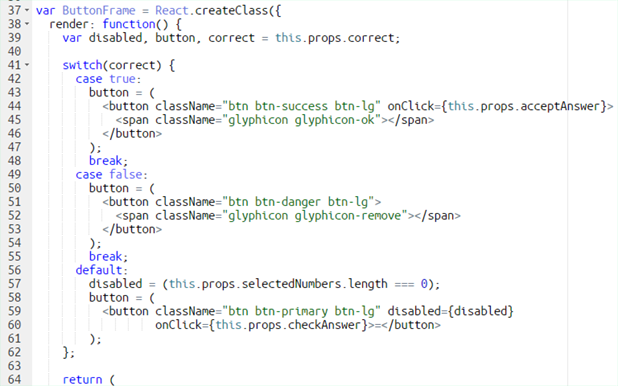 37 var ButtonFrame = React.createClass({
38   render: function() {
39     var disabled, button, correct = this.props.correct;
40
41     switch(correct) {
42       case true:
43         button = (
44           <button className="btn btn-success btn-lg" onClick={this.props.acceptAnswer}>
45             <span className="glyphicon glyphicon-ok"></span>
46           </button>
47         );
48         break;
49       case false:
50         button = (
51           <button className="btn btn-danger btn-lg">
52             <span className="glyphicon glyphicon-remove"></span>
53           </button>
54         );
55         break;
56       default:
57         disabled = (this.props.selectedNumbers.length === 0);
58         button = (
59           <button className="btn btn-primary btn-lg" disabled={disabled}
60                   onClick={this.props.checkAnswer}>=</button>
61         );
62     };
63
64     return (